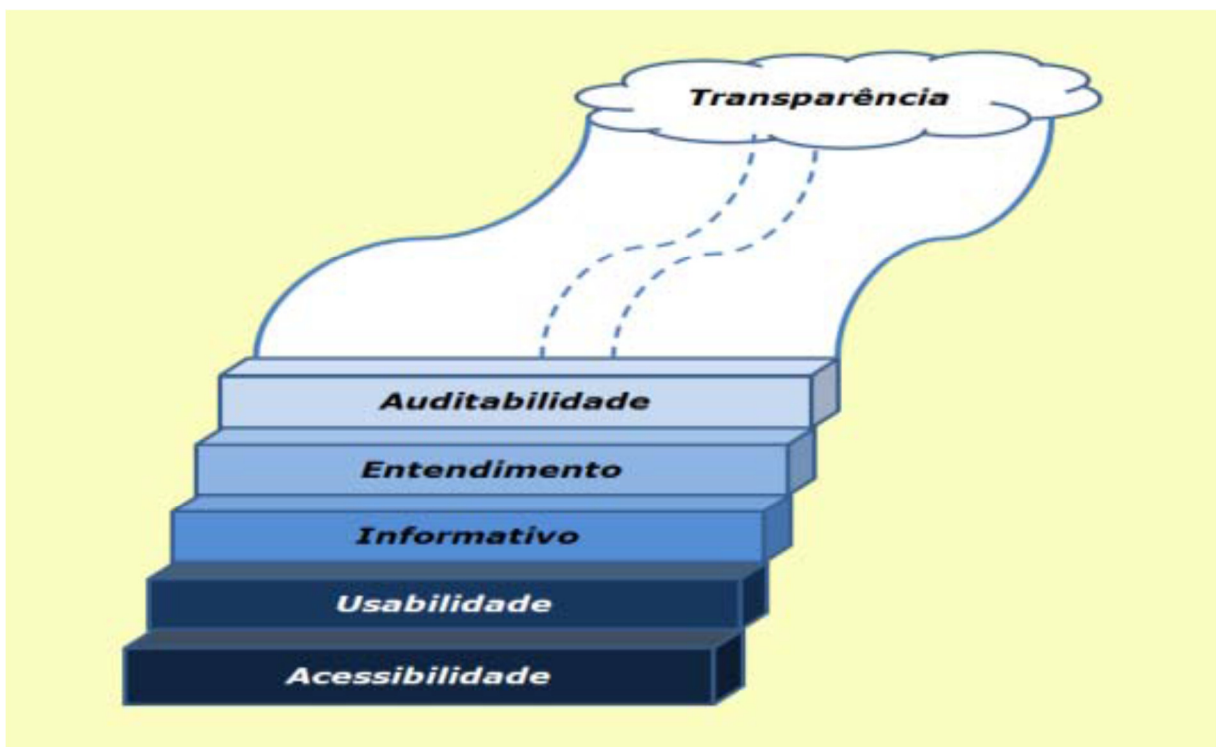 Transparência
Auditabilidade
Entendimento
Informativo
Usabilidade
Acessibilidade